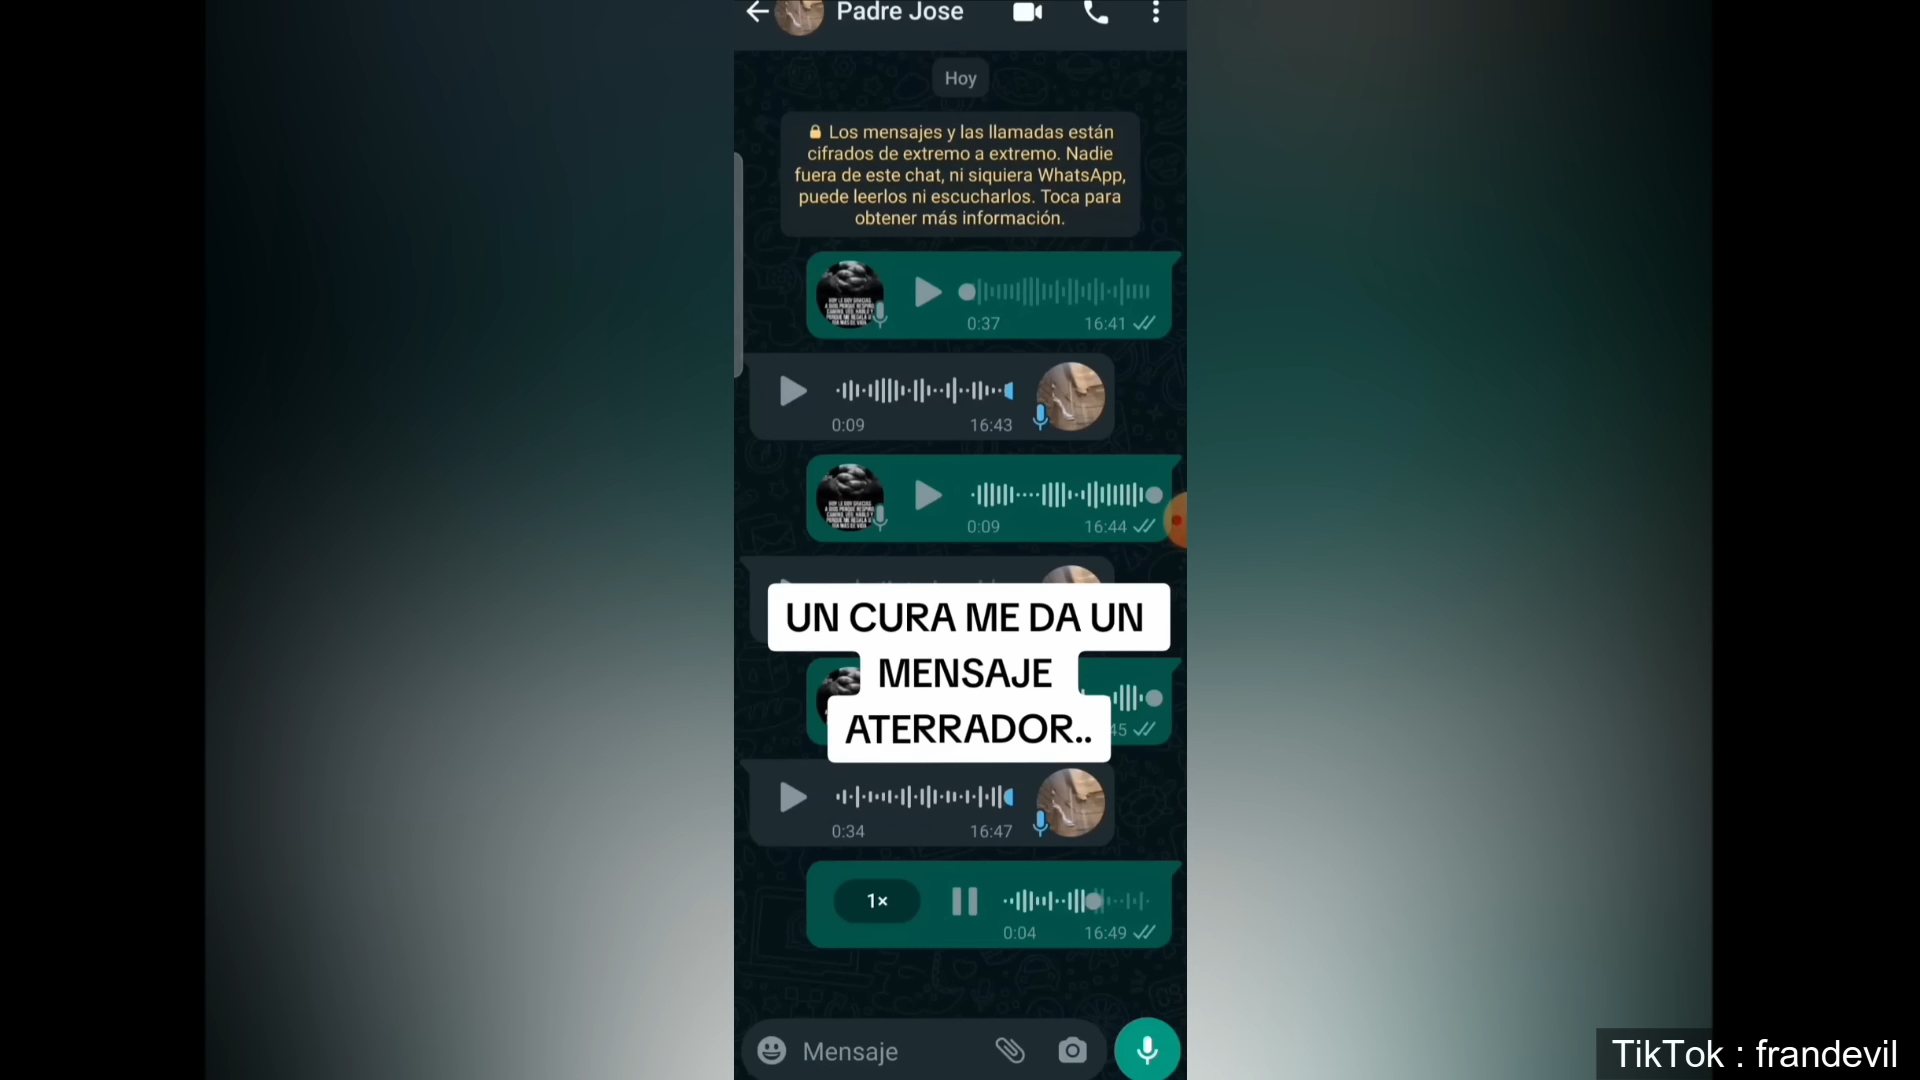 Padre Jose
Hoy
Los mensajes y las llamadas están
cifrados de extremo a extremo. Nadie
fuera de este chat, ni siquiera WhatsApp,
puede leerlos ni escucharlos. Toca para
obtener más información.
0:37 16:41
0:09 16:43
0:09 16:44
UN CURA ME DA UN
MENSAJE
ATERRADOR..
45
0:34 16:47
1×
0:04 16:49
Mensaje
TikTok : frandevil